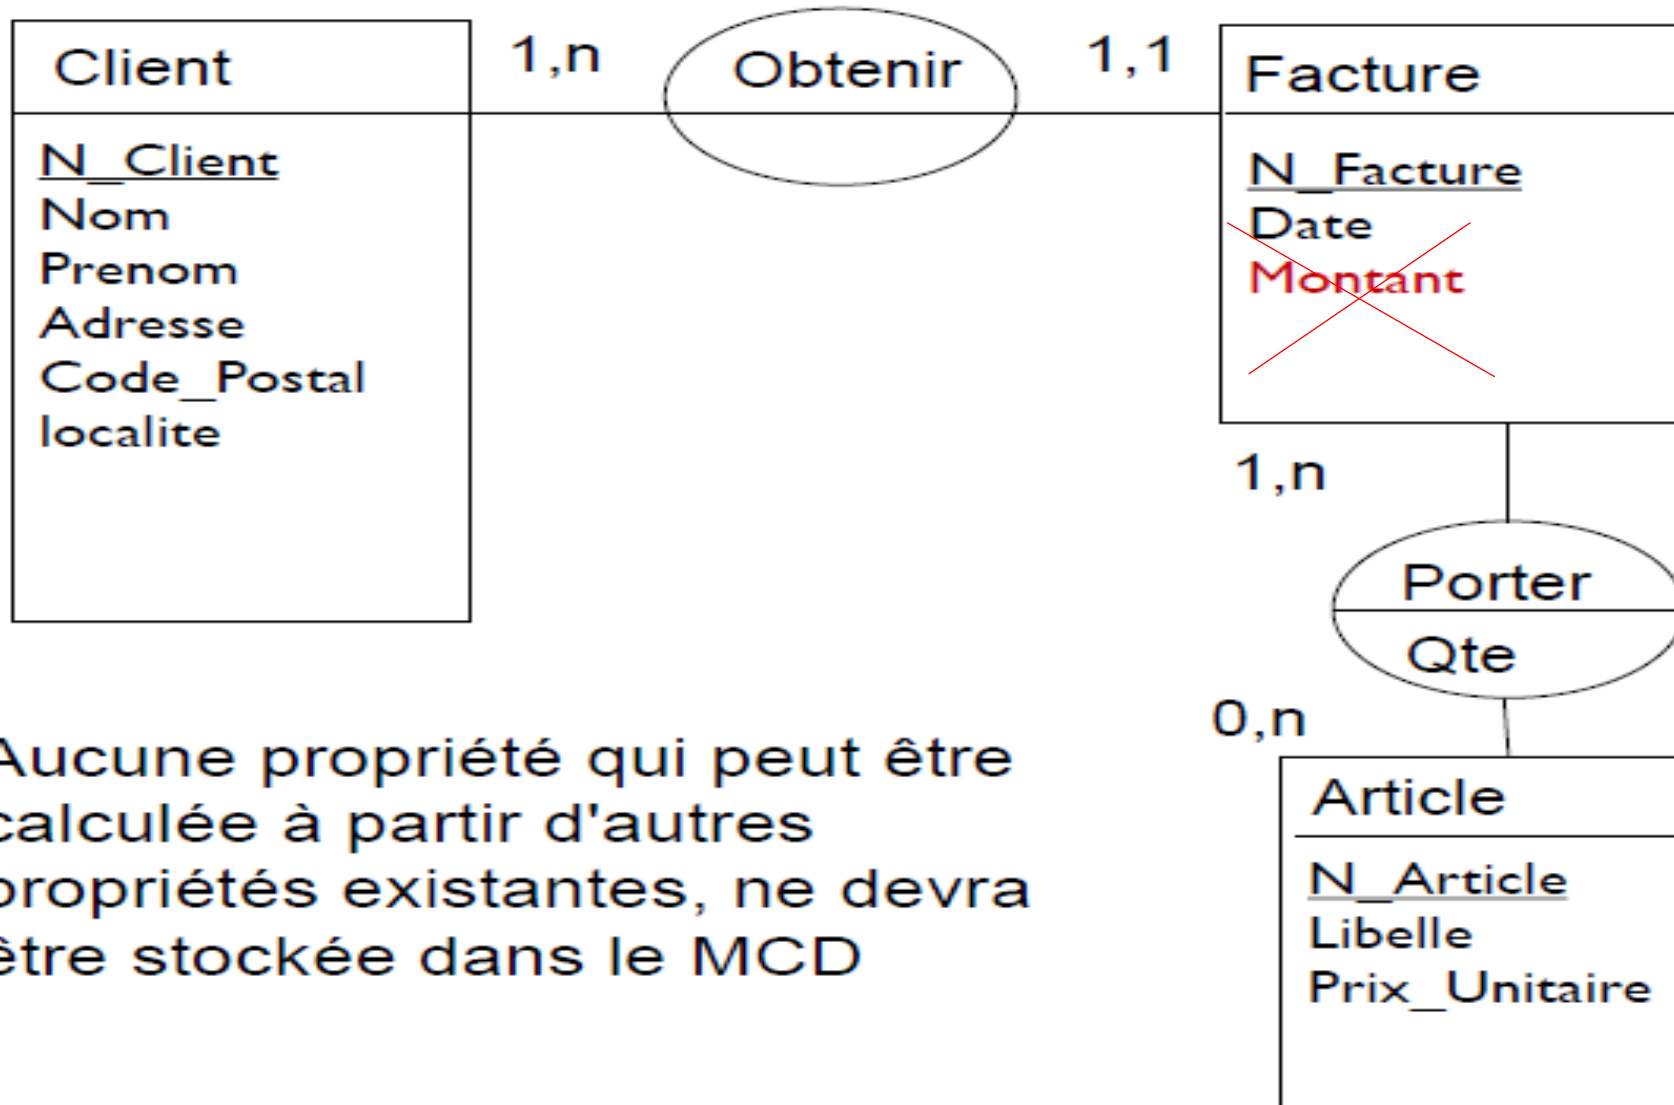 Client
1,n
Obtenir
1,1
Facture
N_Client
Nom
Prenom
Adresse
Code_Postal
localite
N_Facture
Date
Montant
1,n
Porter
Qte
0,n
Article
N_Article
Libelle
Prix_Unitaire
Aucune propriété qui peut être
calculée à partir d'autres
propriétés existantes, ne devra
être stockée dans le MCD